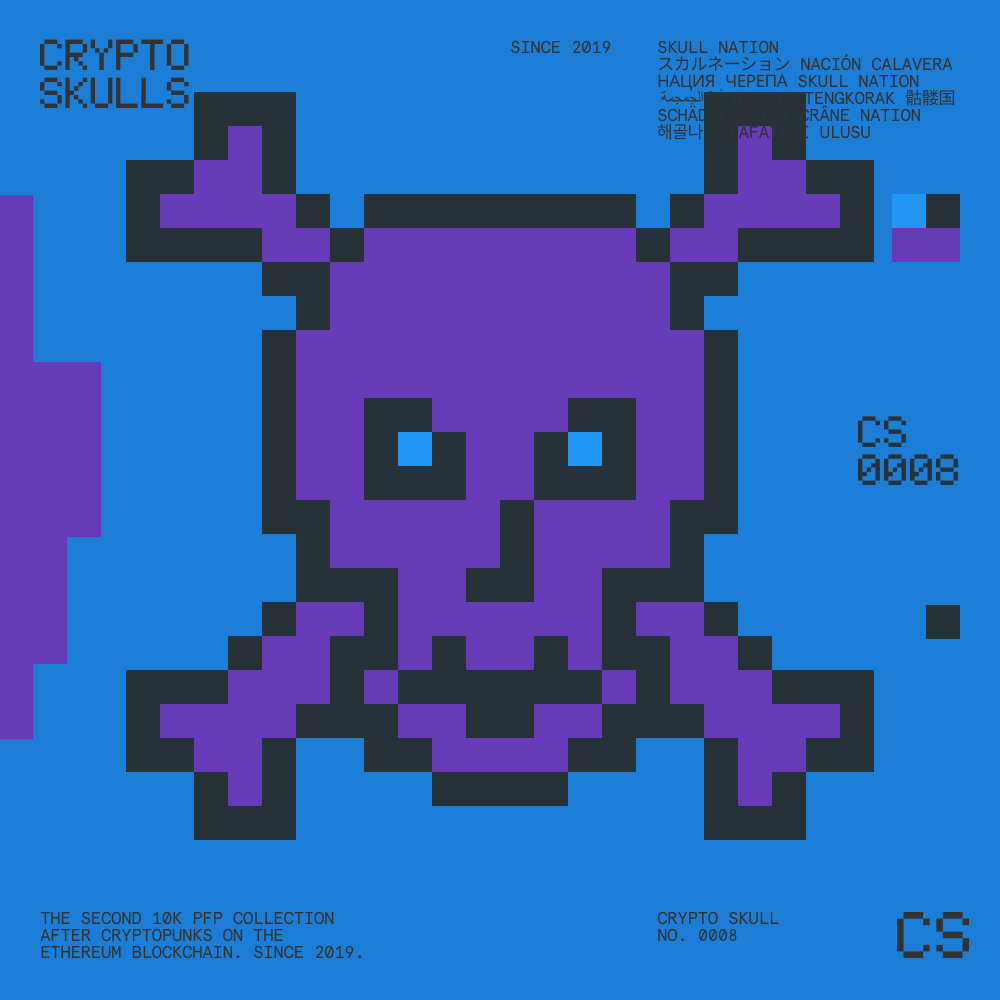 CRYPTO
SKULLS
SINCE 2019
SKULL NATION
スカルネーション NACIÓN CALAVERA
НАЦИЯ ЧЕРЕПА SKULL NATION
TENGKORAK 骷髅国
CRÂNE NATION
해골 ULUSU
CS
0008
THE SECOND 10K PFP COLLECTION
AFTER CRYPTOPUNKS ON THE
ETHEREUM BLOCKCHAIN. SINCE 2019.
CRYPTO SKULL
NO. 0008
CS